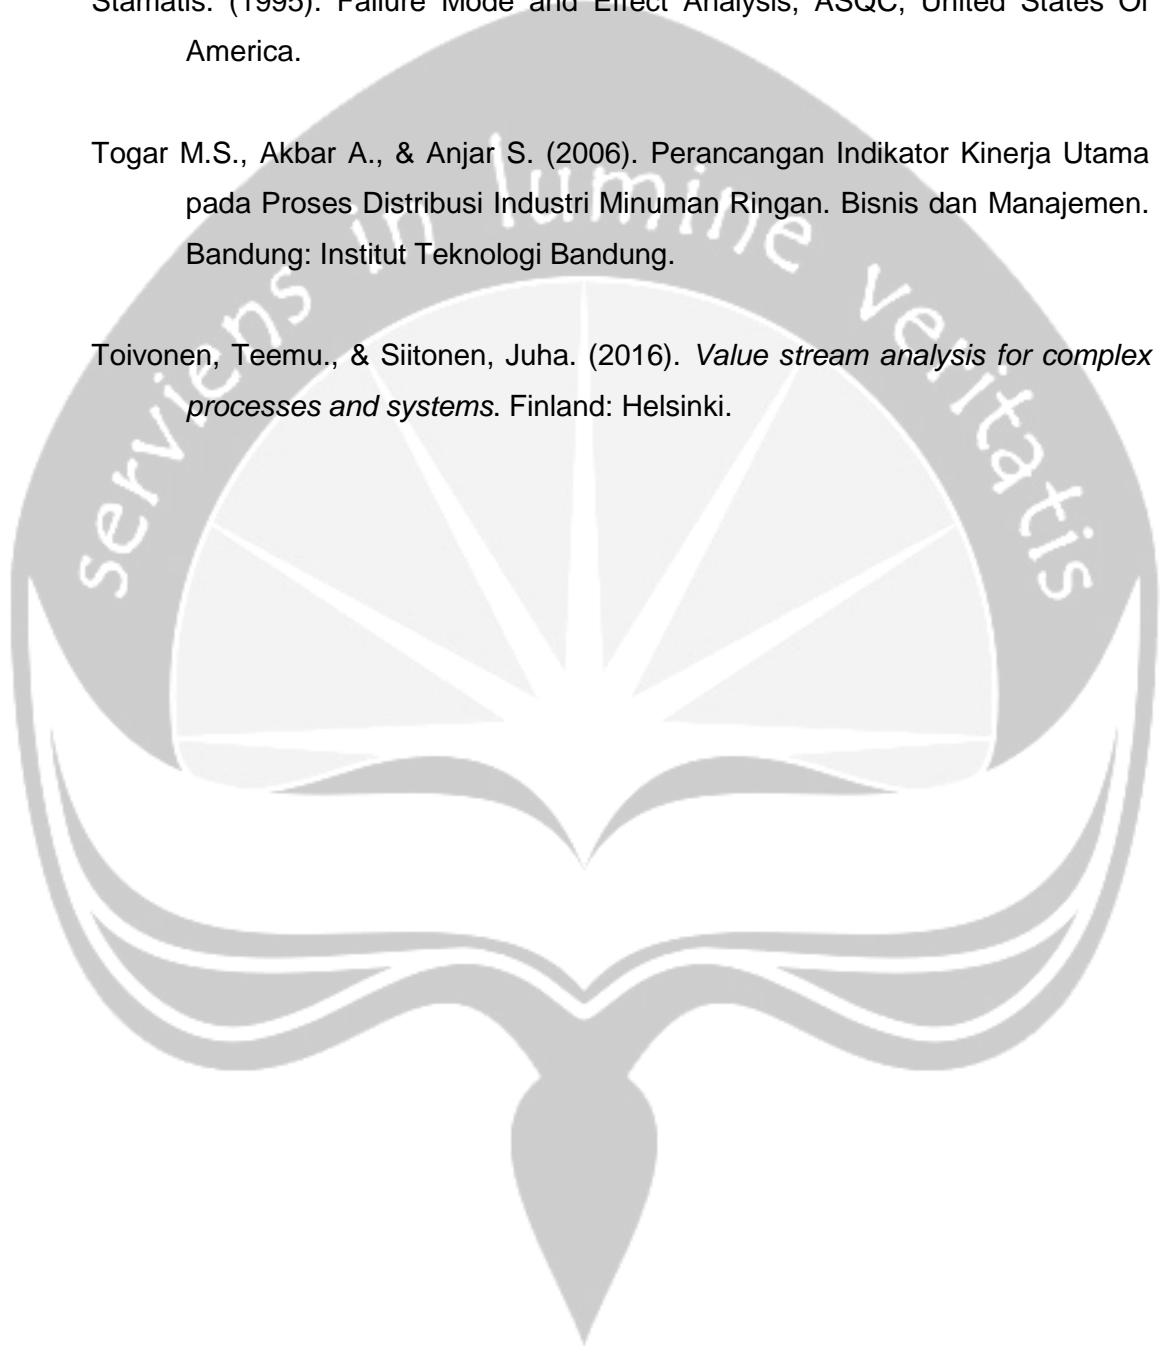 Stamatis. (1995). Failure Mode and Effect Analysis, ASQC, United States Of
America.
Togar M.S., Akbar A., & Anjar S. (2006). Perancangan Indikator Kinerja Utama
pada Proses Distribusi Industri Minuman Ringan. Bisnis dan Manajemen.
Bandung: Institut Teknologi Bandung.
Toivonen, Teemu., & Siitonen, Juha. (2016). Value stream analysis for complex
processes and systems. Finland: Helsinki.
serviens in lumine veritatis